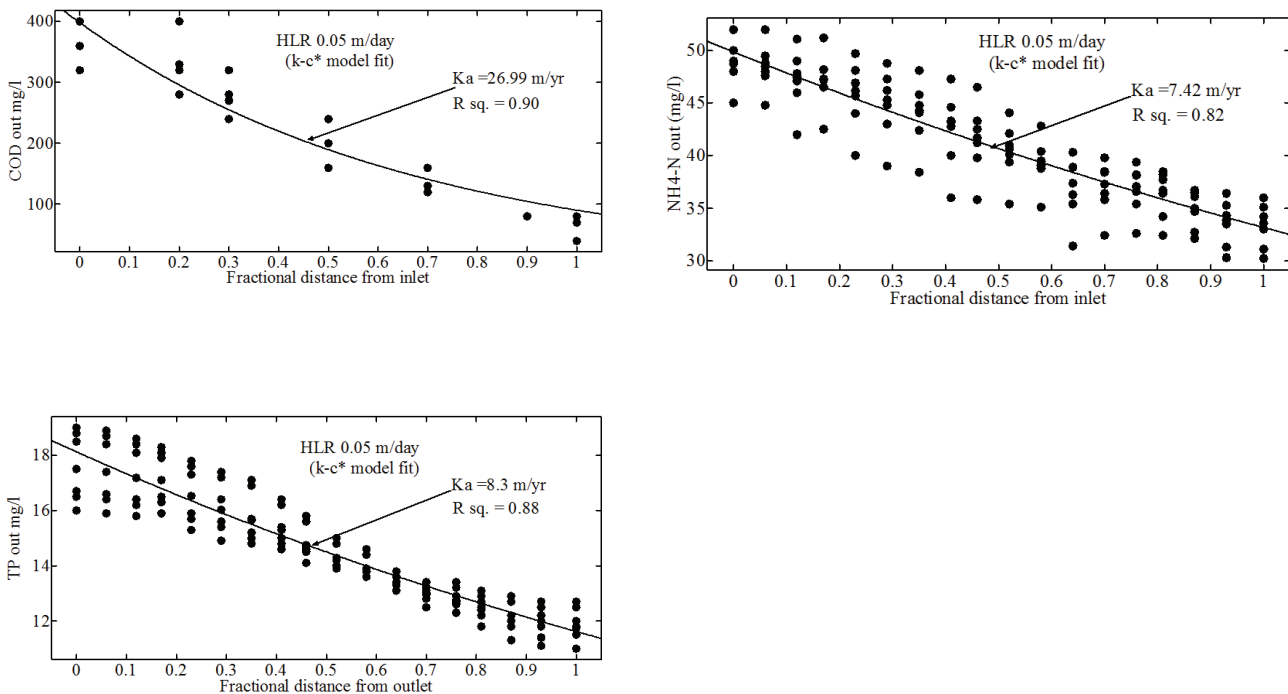 400
300
200
100
COD out mg/l
HLR 0.05 m/day
(k-c* model fit)
Ka =26.99 m/yr
R sq. = 0.90
0 0.1 0.2 0.3 0.4 0.5 0.6 0.7 0.8 0.9 1
Fractional distance from inlet
50
45
40
35
30
NH4-N out (mg/l)
HLR 0.05 m/day
(k-c* model fit)
Ka =7.42 m/yr
R sq. = 0.82
0 0.1 0.2 0.3 0.4 0.5 0.6 0.7 0.8 0.9 1
Fractional distance from inlet
18
16
14
12
TP out mg/l
HLR 0.05 m/day
(k-c* model fit)
Ka =8.3 m/yr
R sq. = 0.88
0 0.1 0.2 0.3 0.4 0.5 0.6 0.7 0.8 0.9 1
Fractional distance from outlet